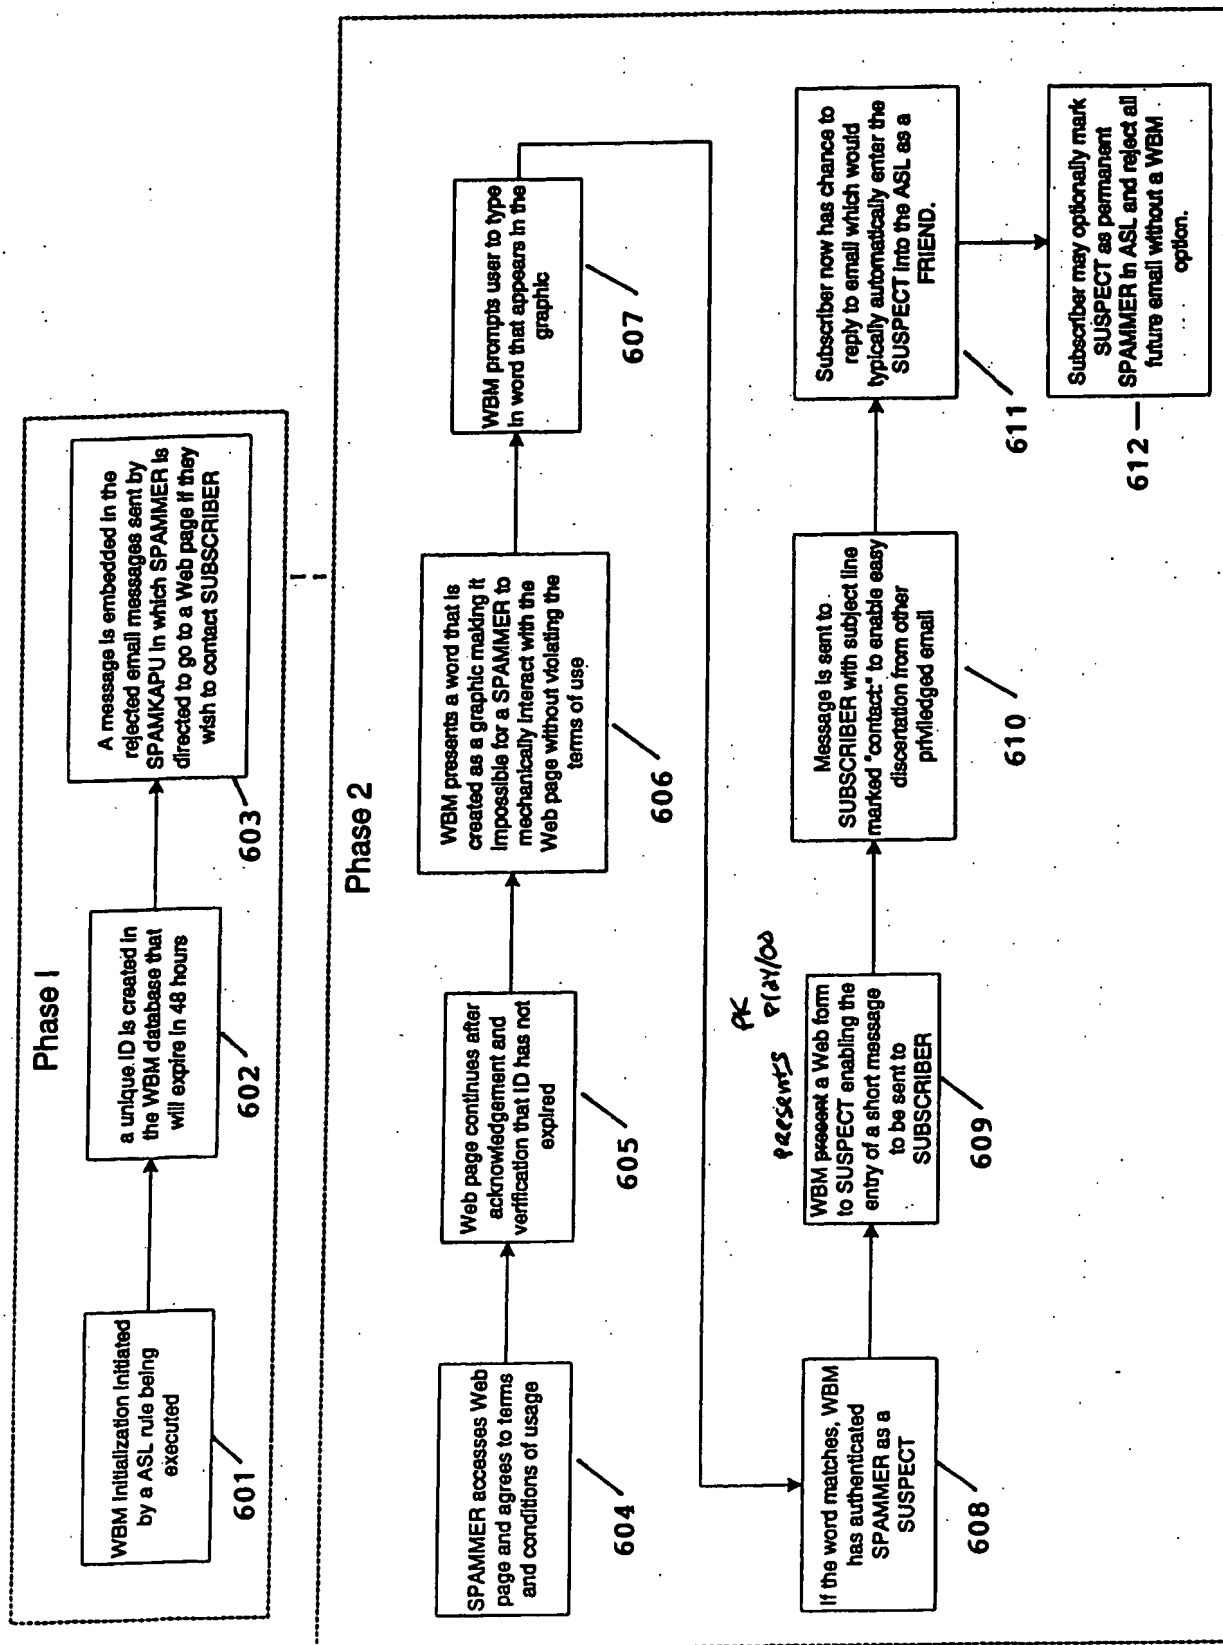 Phase I
WBM Initialization Initiated
by a ASL rule being
executed
601
a unique ID is created in
the WBM database that
will expire in 48 hours
602
A message is embedded in the
rejected email messages sent by
SPAMKAPU in which SPAMMER is
directed to go to a Web page if they
wish to contact SUBSCRIBER
603
Phase 2
SPAMMER accesses Web
page and agrees to terms
and conditions of usage
604
Web page continues after
acknowledgement and
verification that ID has not
expired
605
WBM presents a word that is
created as a graphic making it
impossible for a SPAMMER to
mechanically interact with the
Web page without violating the
terms of use
606
WBM prompts user to type
in word that appears in the
graphic
607
If the word matches, WBM
has authenticated
SPAMMER as a
SUSPECT
608
presents
PK
WBM present a Web form
to SUSPECT enabling the
entry of a short message
to be sent to
SUBSCRIBER
609
Message is sent to
SUBSCRIBER with subject line
marked "contact:" to enable easy
discertation from other
priviledged email
610
Subscriber now has chance to
reply to email which would
typically automatically enter the
SUSPECT into the ASL as a
FRIEND.
611
Subscriber may optionally mark
SUSPECT as permanant
SPAMMER in ASL and reject all
future email without a WBM
option.
612